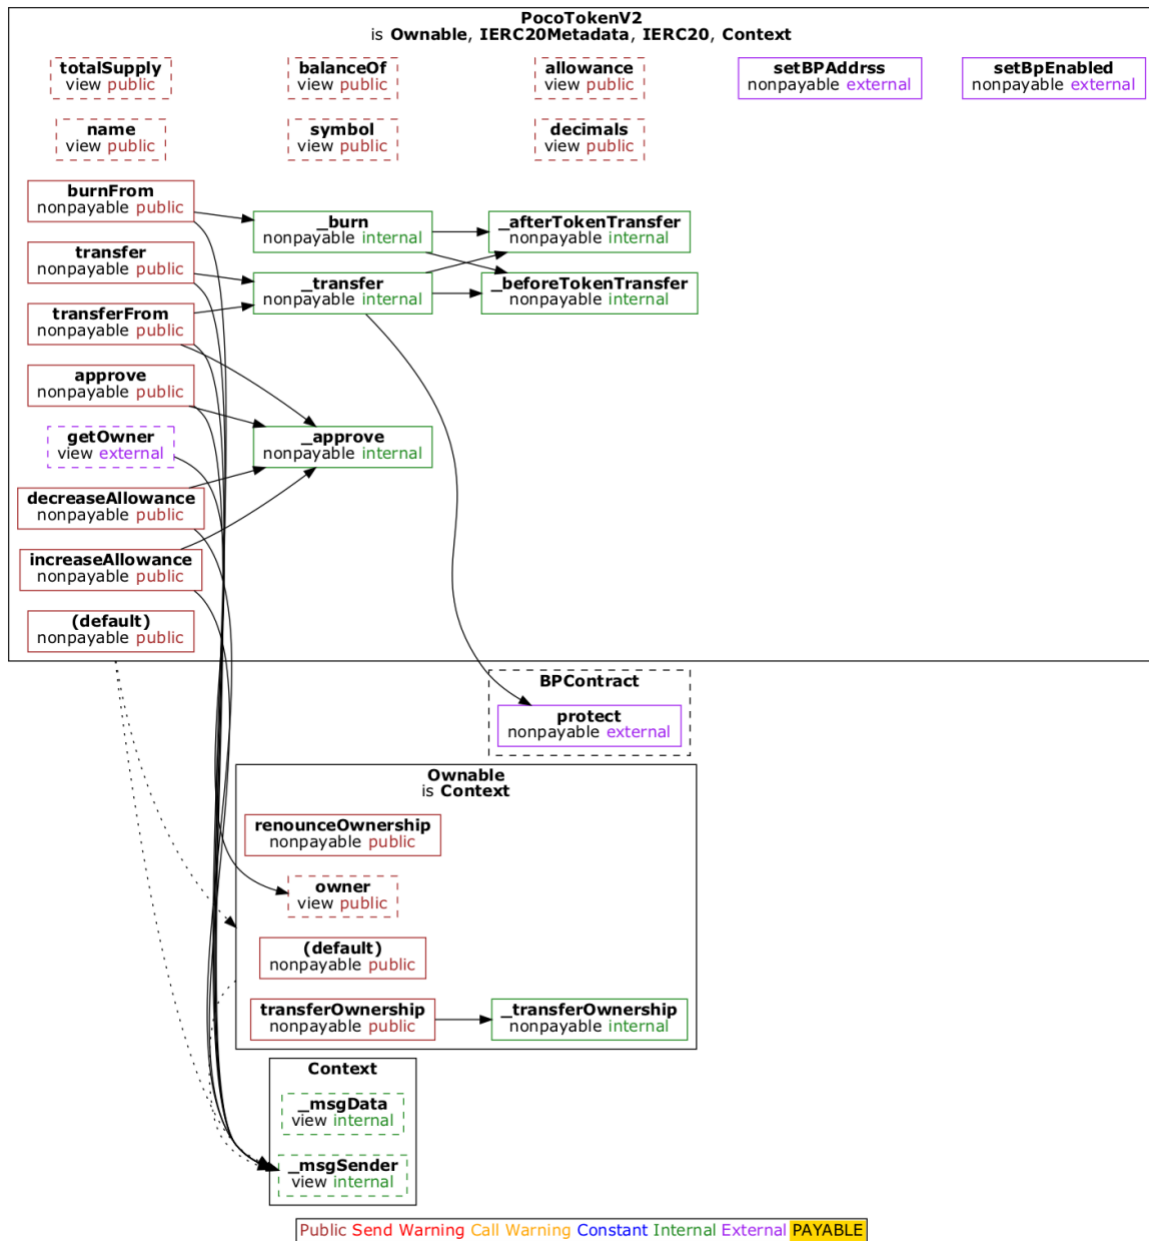 PocoTokenV2
is Ownable, IERC20Metadata, IERC20, Context
totalSupply
view public
balanceOf
view public
allowance
view public
setBPAddrss
nonpayable external
setBpEnabled
nonpayable external
name
view public
symbol
view public
decimals
view public
burnFrom
nonpayable public
_burn
nonpayable internal
_afterTokenTransfer
nonpayable internal
transfer
nonpayable public
_transfer
nonpayable internal
_beforeTokenTransfer
nonpayable internal
transferFrom
nonpayable public
approve
nonpayable public
getOwner
view external
_approve
nonpayable internal
decreaseAllowance
nonpayable public
increaseAllowance
nonpayable public
(default)
nonpayable public
BPContract
protect
nonpayable external
Ownable
is Context
renounceOwnership
nonpayable public
owner
view public
(default)
nonpayable public
transferOwnership
nonpayable public
_transferOwnership
nonpayable internal
Context
_msgData
view internal
_msgSender
view internal
Public Send Warning Call Warning Constant Internal External PAYABLE